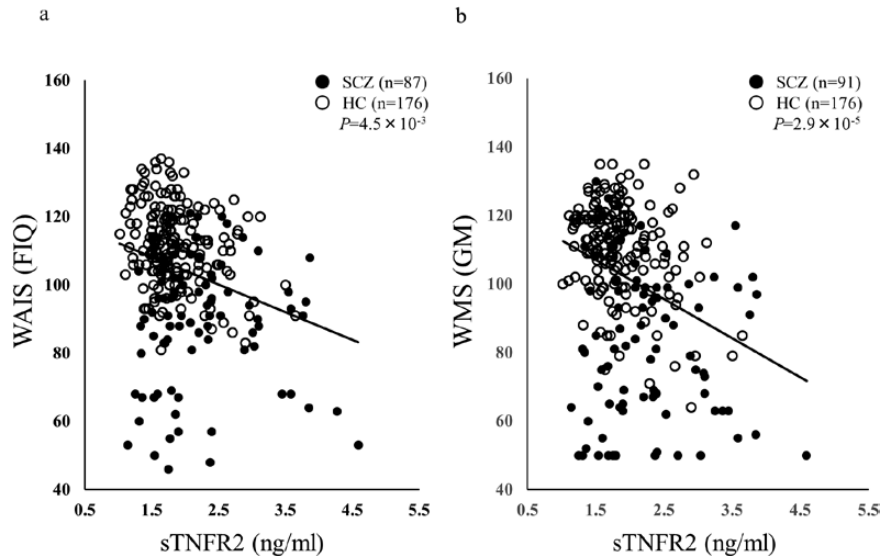 a
160
140
120
100
80
60
40
WAIS (FIQ)
SCZ (n=87)
HC (n=176)
P=4.5 × 10⁻³
0.5 1.5 2.5 3.5 4.5 5.5
sTNFR2 (ng/ml)
b
160
140
120
100
80
60
40
WMS (GM)
SCZ (n=91)
HC (n=176)
P=2.9 × 10⁻⁵
0.5 1.5 2.5 3.5 4.5 5.5
sTNFR2 (ng/ml)